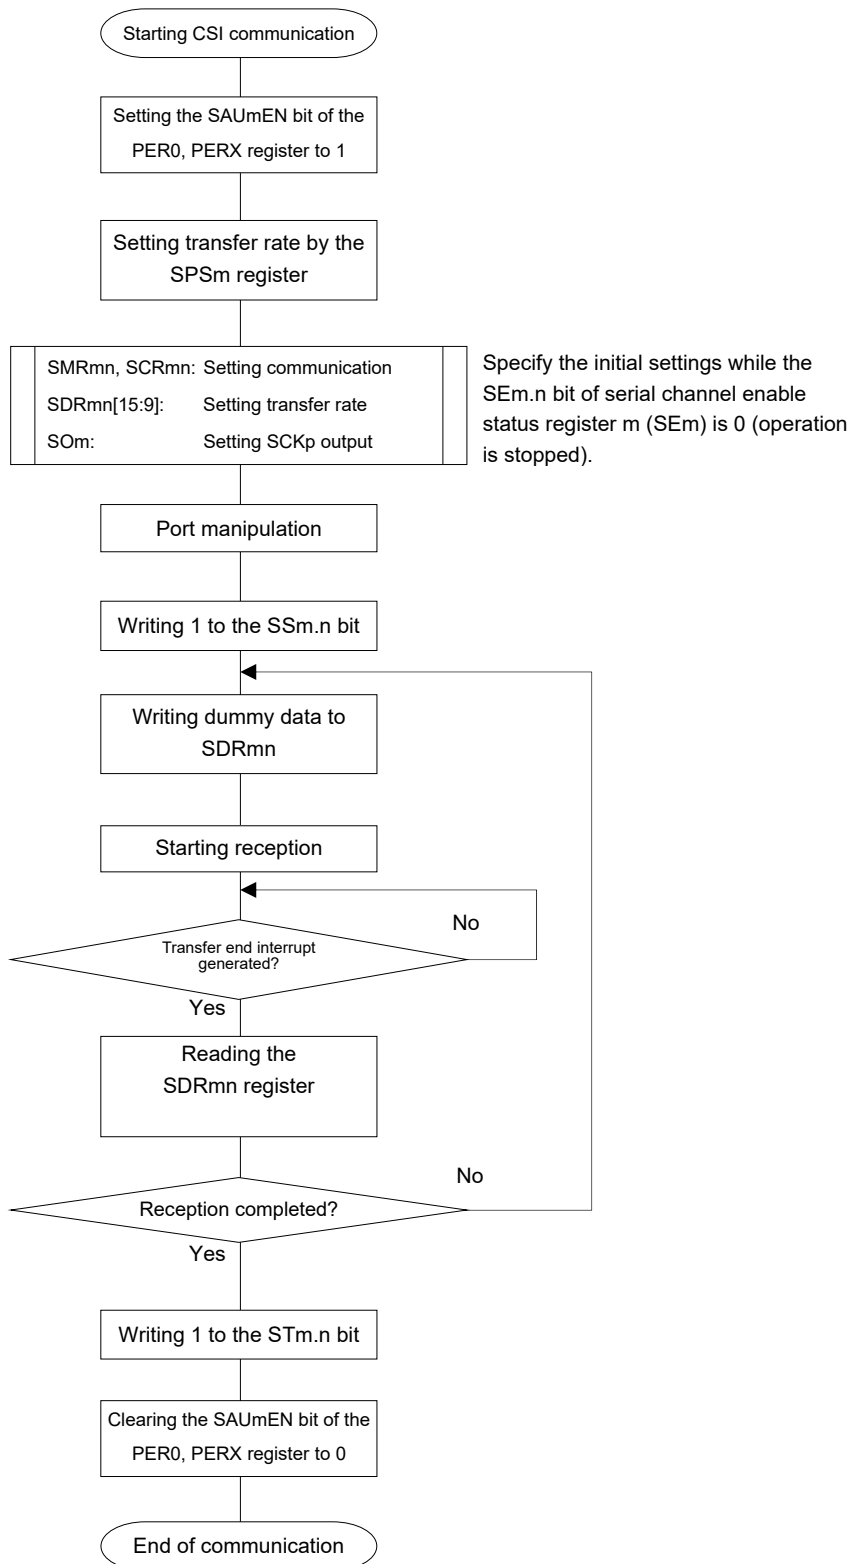 Starting CSI communication
Setting the SAUmEN bit of the
PER0, PERX register to 1
Setting transfer rate by the
SPSm register
SMRmn, SCRmn: Setting communication
SDRmn[15:9]: Setting transfer rate
SOm: Setting SCKp output
Specify the initial settings while the
SEm.n bit of serial channel enable
status register m (SEm) is 0 (operation
is stopped).
Port manipulation
Writing 1 to the SSm.n bit
Writing dummy data to
SDRmn
Starting reception
No
Transfer end interrupt
generated?
Yes
Reading the
SDRmn register
No
Reception completed?
Yes
Writing 1 to the STm.n bit
Clearing the SAUmEN bit of the
PER0, PERX register to 0
End of communication